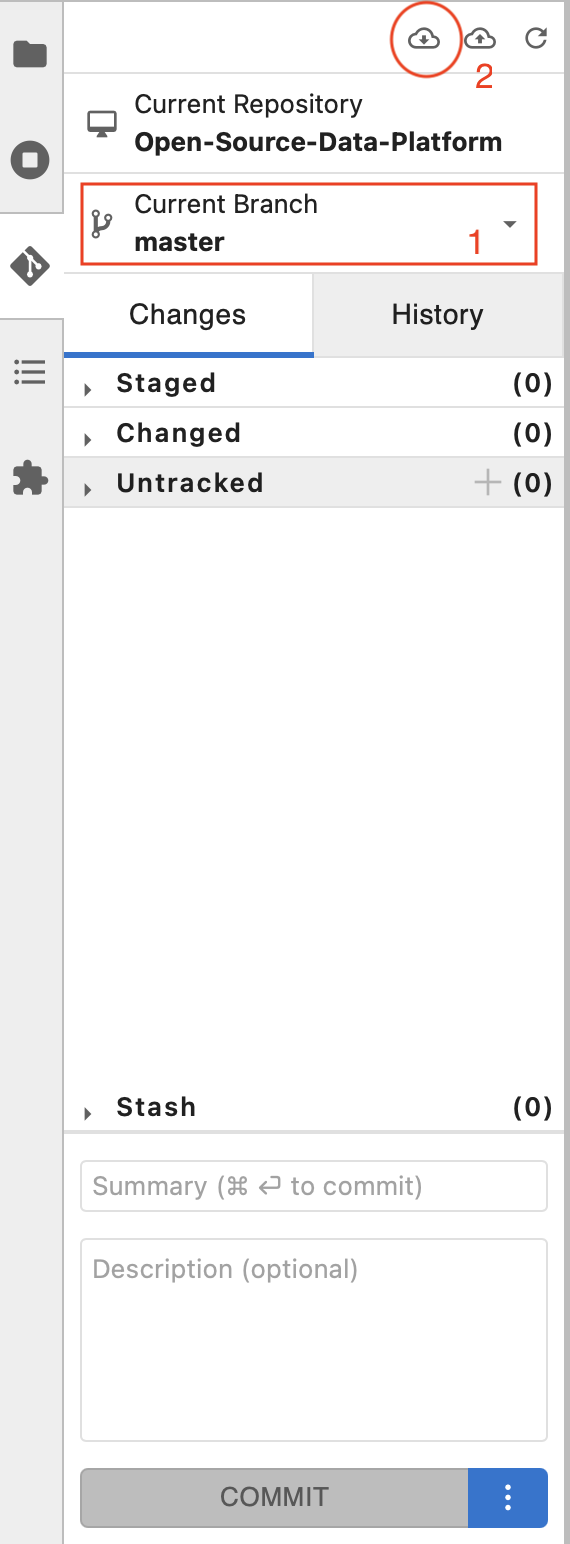 2
Current Repository
Open-Source-Data-Platform
Current Branch
master
1
Changes
History
Staged (0)
Changed (0)
Untracked (0)
Stash (0)
Summary (⌘ ⏎ to commit)
Description (optional)
COMMIT